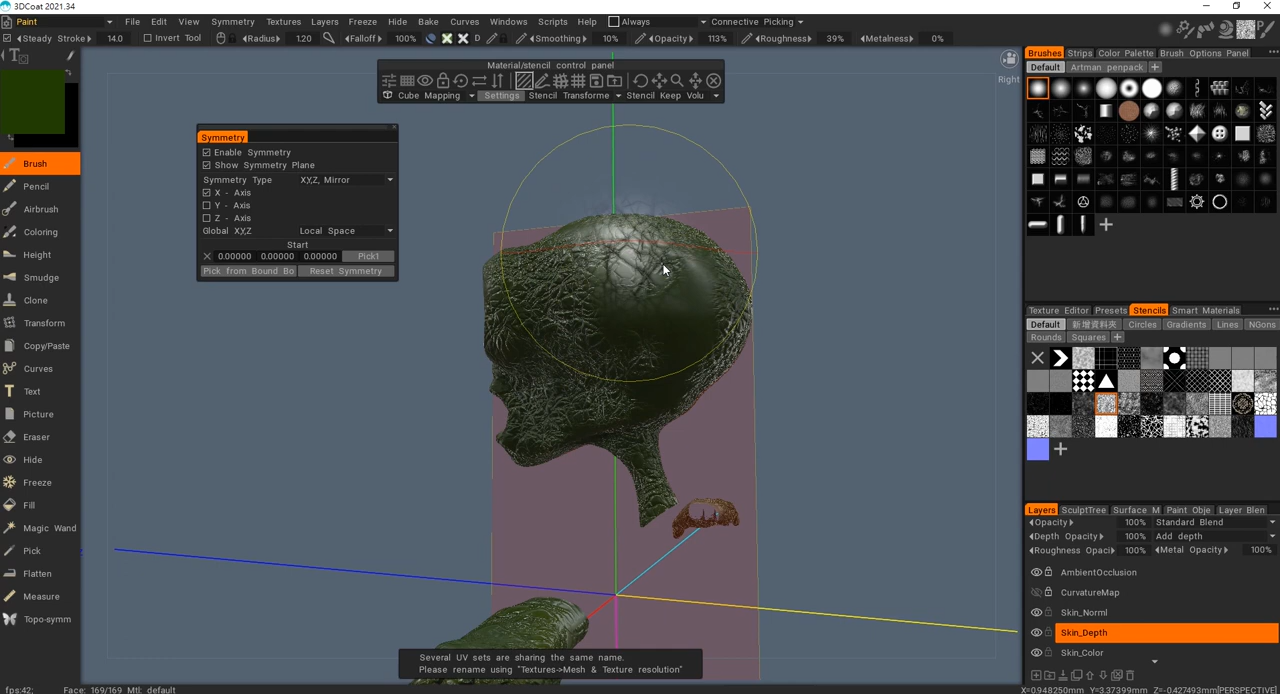 3DCoat 2021.34
Paint File Edit View Symmetry Textures Layers Freeze Hide Bake Curves Windows Scripts Help Always Connective Picking
Steady Stroke 14.0 Invert Tool Radius 1.20 Falloff 100% D Smoothing 10% Opacity 113% Roughness 39% Metalness 0%
Material/stencil control panel
Cube Mapping Settings Stencil Transforme Stencil Keep Volu
Right
Symmetry
Enable Symmetry
Show Symmetry Plane
Symmetry Type X,Y,Z, Mirror
X - Axis
Y - Axis
Z - Axis
Global X,Y,Z Local Space
Start
0.00000 0.00000 0.00000 Pick1
Pick from Bound Bo Reset Symmetry
Brush
Pencil
Airbrush
Coloring
Height
Smudge
Clone
Transform
Copy/Paste
Curves
Text
Picture
Eraser
Hide
Freeze
Fill
Magic Wand
Pick
Flatten
Measure
Topo-symm
Several UV sets are sharing the same name.
Please rename using "Textures->Mesh & Texture resolution"
Brushes Strips Color Palette Brush Options Panel
Default Artman penpack
Texture Editor Presets Stencils Smart Materials
Default 新增資料夾 Circles Gradients Lines NGons
Rounds Squares
Layers SculptTree Surface M Paint Obje Layer Blen
Opacity 100% Standard Blend
Depth Opacity 100% Add depth
Roughness Opaci 100% Metal Opacity 100%
AmbientOcclusion
CurvatureMap
Skin_Norml
Skin_Depth
Skin_Color
fps:42; Face: 169/169 Mtl: default
X=0.948250mm Y=3.37399mm Z=-0.427493mm[PERSPECTIVE]